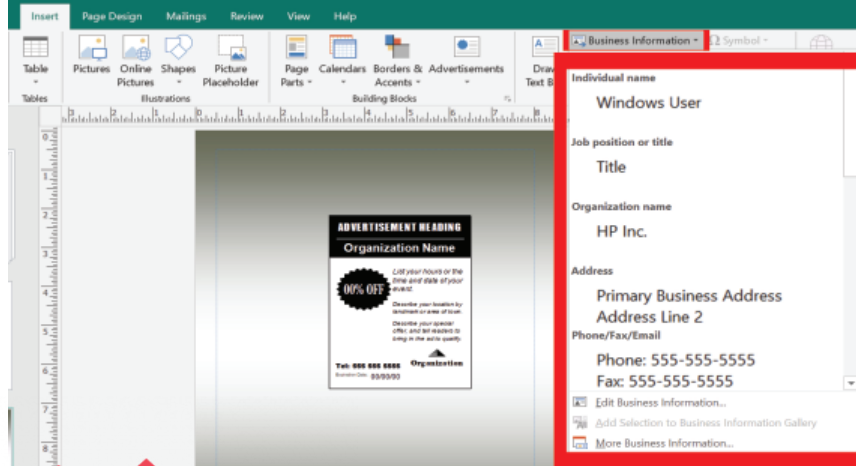 Insert Page Design Mailings Review View Help
Business Information Symbol
Table Pictures Online Pictures Shapes Picture Placeholder Page Parts Calendars Borders & Accents Advertisements Draw Text B
Tables Illustrations Building Blocks
Individual name
Windows User
Job position or title
Title
Organization name
HP Inc.
Address
Primary Business Address
Address Line 2
Phone/Fax/Email
Phone: 555-555-5555
Fax: 555-555-5555
Edit Business Information...
Add Selection to Business Information Gallery
More Business Information...
ADVERTISEMENT HEADING
Organization Name
00% OFF
List your hours or the
time and date of your
event.
Describe your location by
landmark or area of town.
Describe your special
offer, and tell readers to
bring in the ad to qualify.
Tel: 555 555 5555
Organization
Expiration Date: 00/00/00